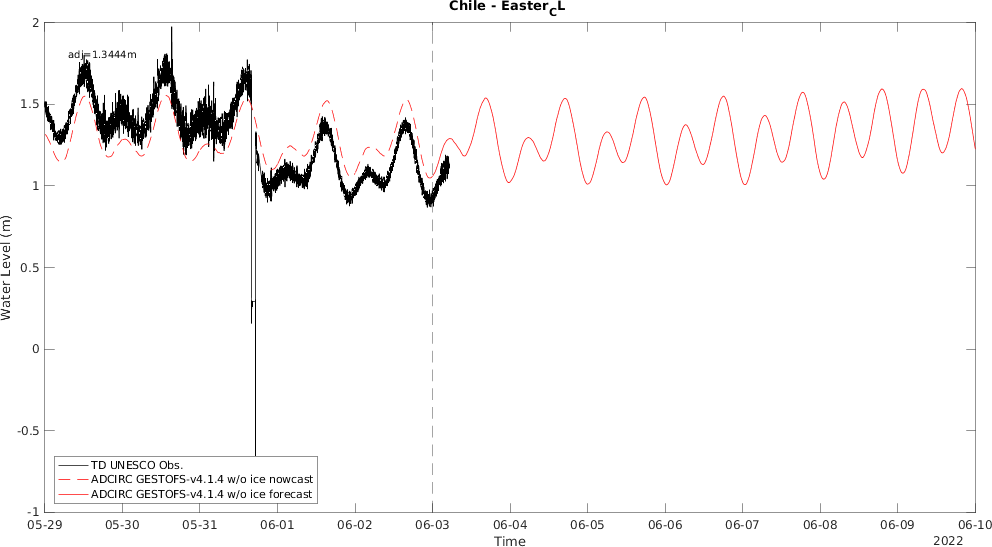 Chile - Easter_CL
adj=1.3444m
2
1.5
1
0.5
0
-0.5
-1
Water Level (m)
TD UNESCO Obs.
ADCIRC GESTOFS-v4.1.4 w/o ice nowcast
ADCIRC GESTOFS-v4.1.4 w/o ice forecast
05-29 05-30 05-31 06-01 06-02 06-03 06-04 06-05 06-06 06-07 06-08 06-09 06-10
Time
2022